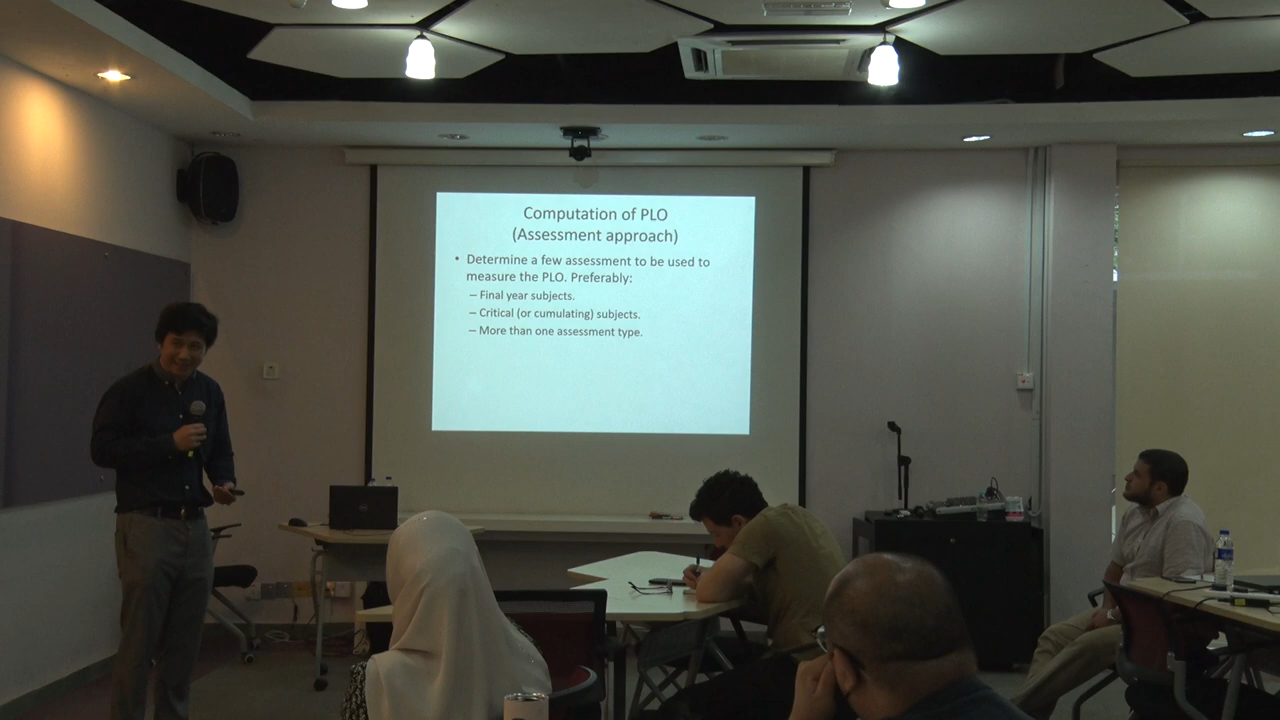 Computation of PLO
(Assessment approach)
• Determine a few assessment to be used to
measure the PLO. Preferably:
– Final year subjects.
– Critical (or cumulating) subjects.
– More than one assessment type.